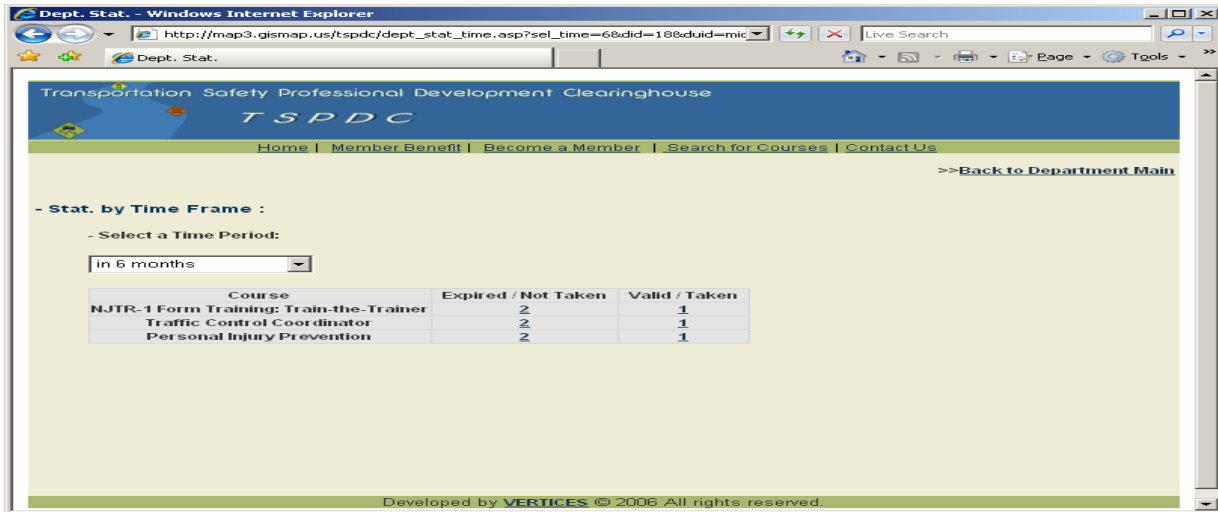 Dept. Stat. - Windows Internet Explorer
http://map3.gismap.us/tspdc/dept_stat_time.asp?sel_time=6&did=18&duid=mic
Live Search
Dept. Stat.
Page
Tools
Transportation Safety Professional Development Clearinghouse
TSPDC
Home | Member Benefit | Become a Member | Search for Courses | Contact Us
>>Back to Department Main
- Stat. by Time Frame :
- Select a Time Period:
in 6 months
Course Expired / Not Taken Valid / Taken
NJTR-1 Form Training: Train-the-Trainer 2 1
Traffic Control Coordinator 2 1
Personal Injury Prevention 2 1
Developed by VERTICES © 2006 All rights reserved.